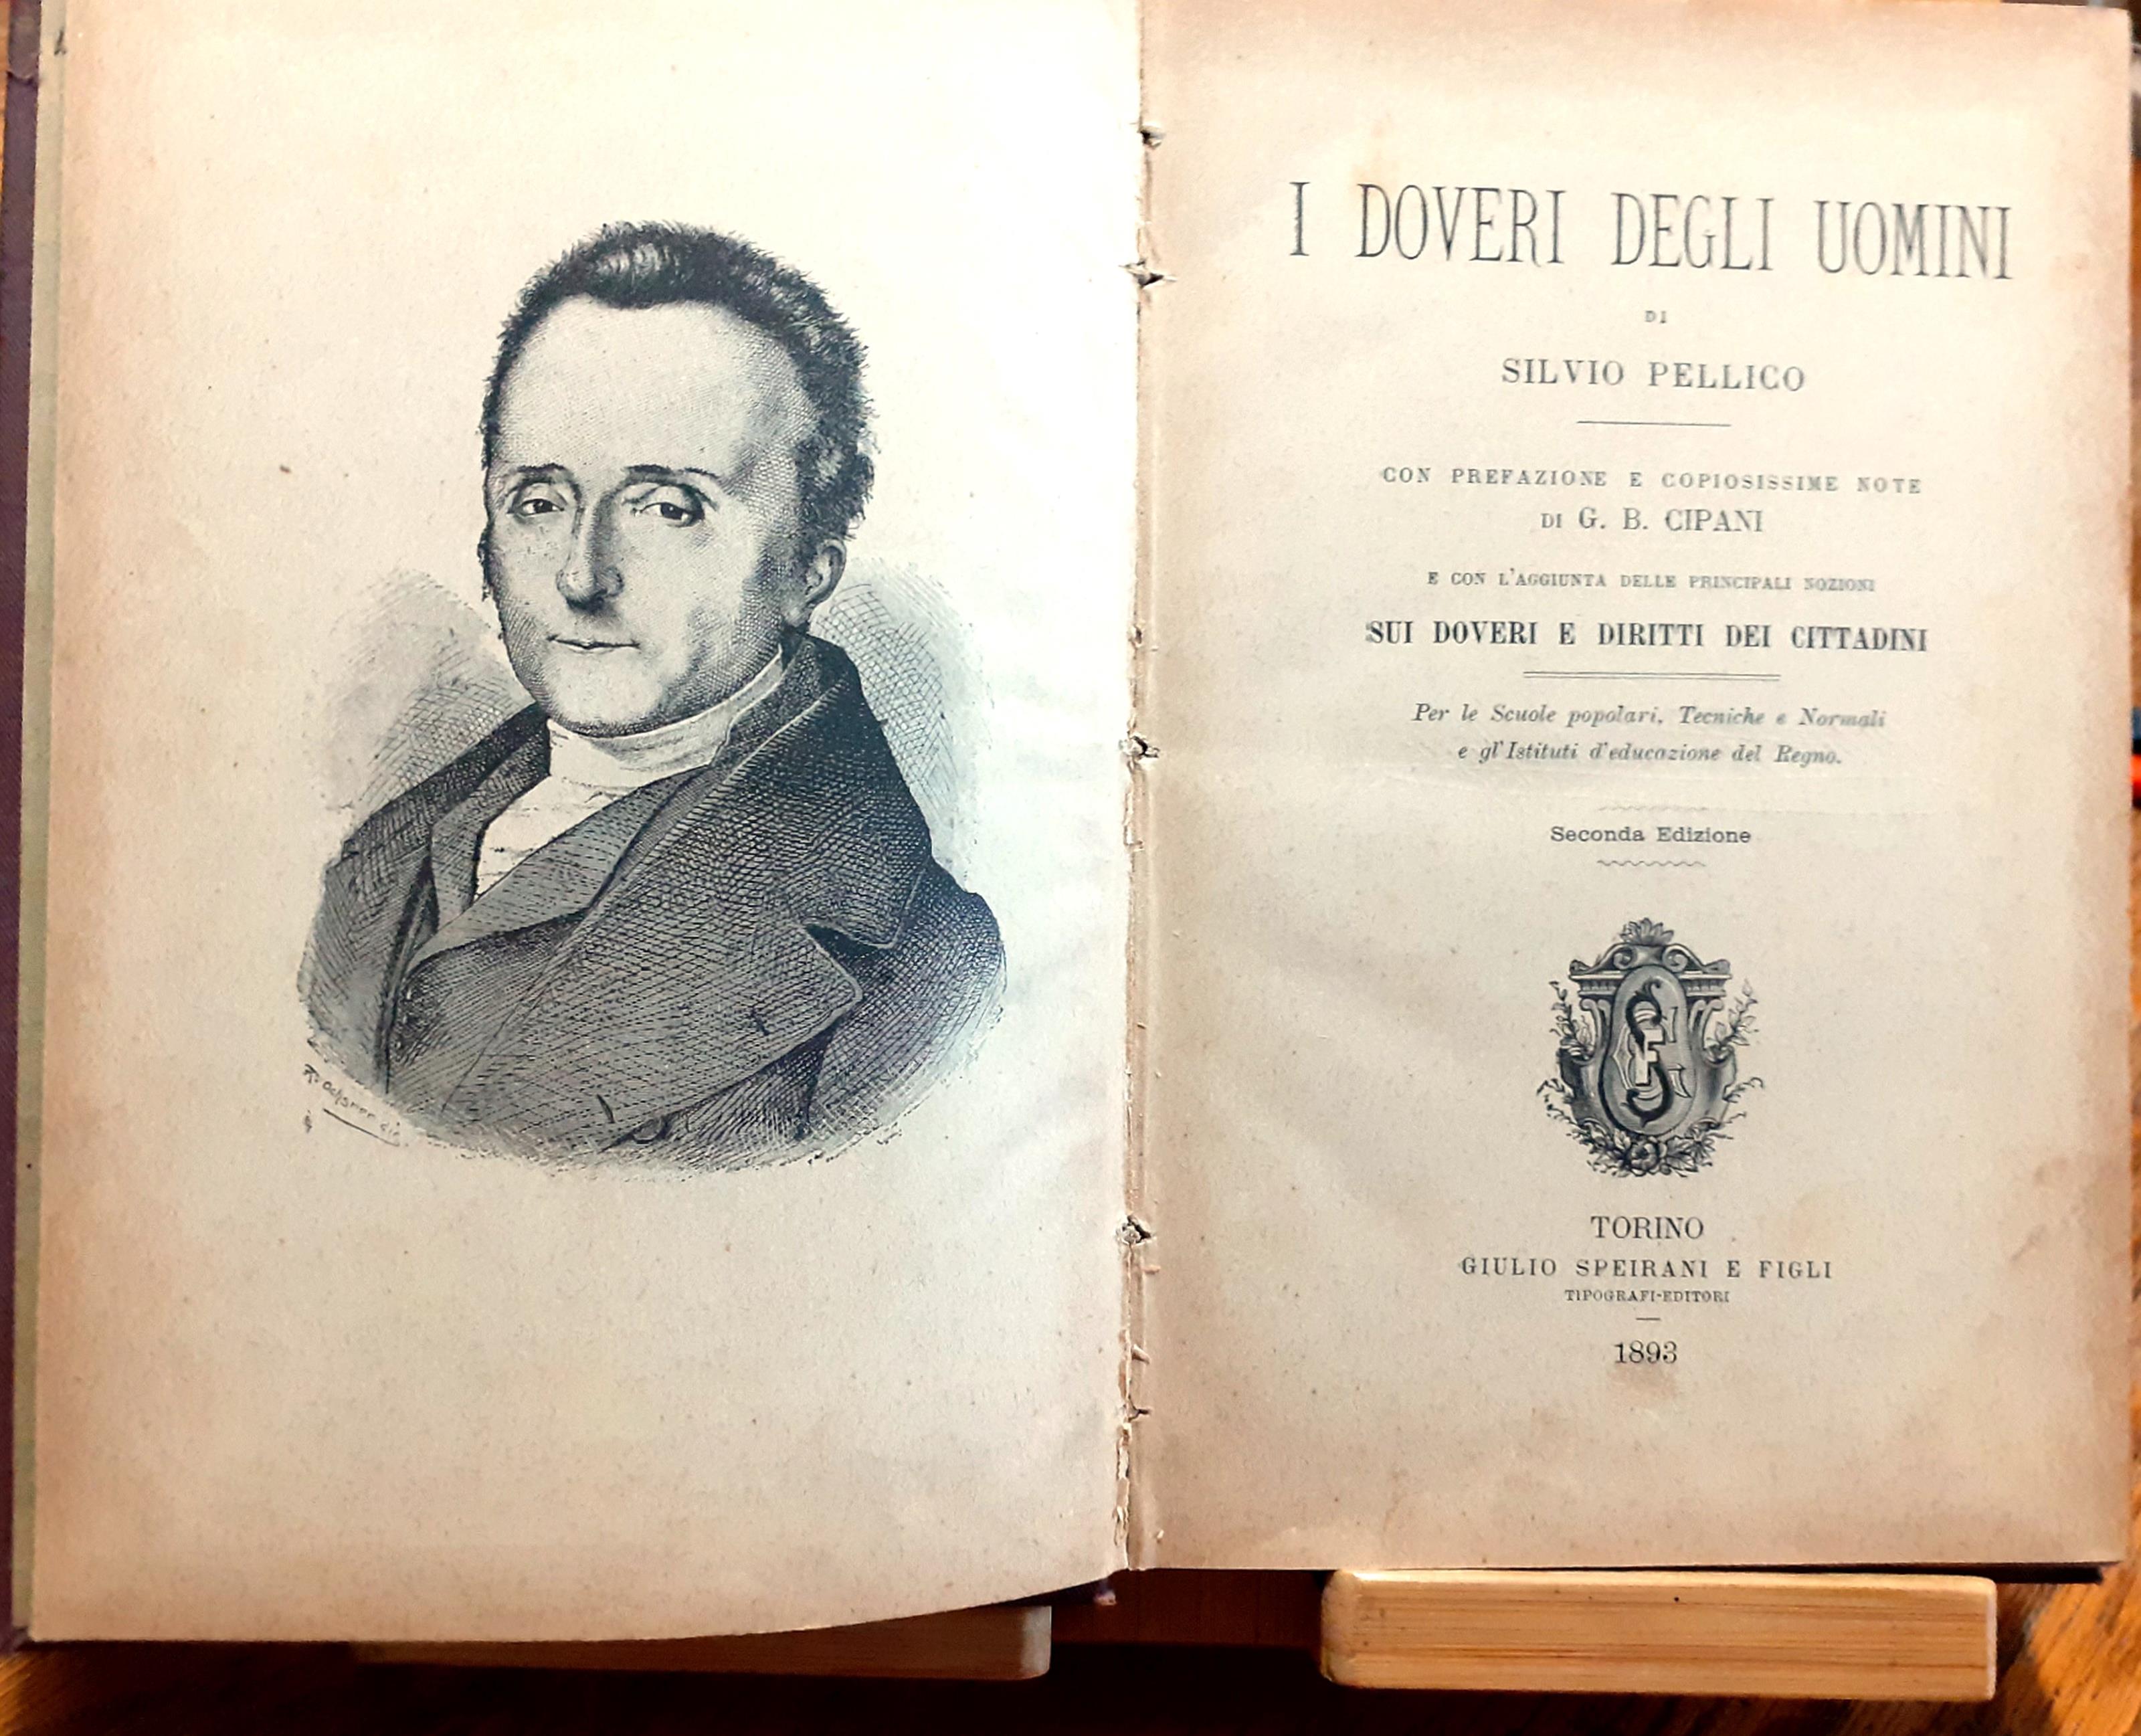 I DOVERI DEGLI UOMINI
DI
SILVIO PELLICO
CON PREFAZIONE E COPIOSISSIME NOTE
DI G. B. CIPANI
E CON L'AGGIUNTA DELLE PRINCIPALI NOZIONI
SUI DOVERI E DIRITTI DEI CITTADINI
Per le Scuole popolari, Tecniche e Normali
e gl'Istituti d'educazione del Regno.
Seconda Edizione
TORINO
GIULIO SPEIRANI E FIGLI
TIPOGRAFI-EDITORI
1893